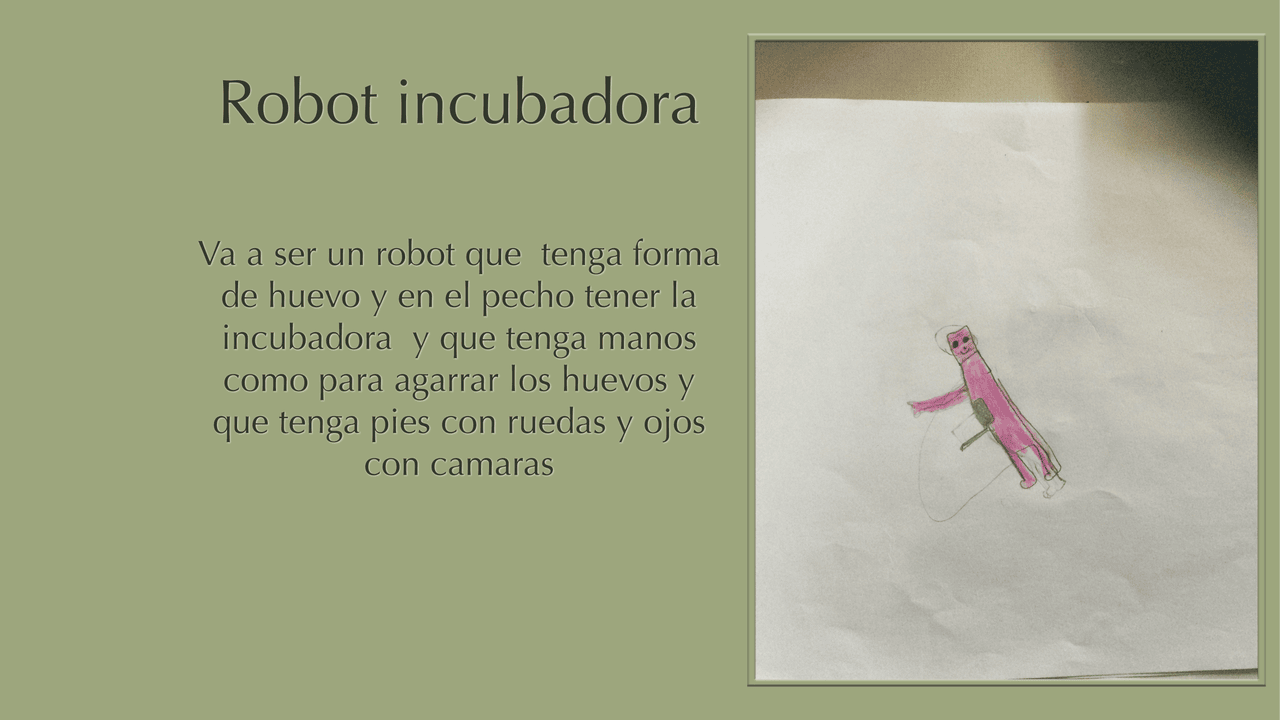 Robot incubadora
Va a ser un robot que  tenga forma
de huevo y en el pecho tener la
incubadora  y que tenga manos
como para agarrar los huevos y
que tenga pies con ruedas y ojos
con camaras